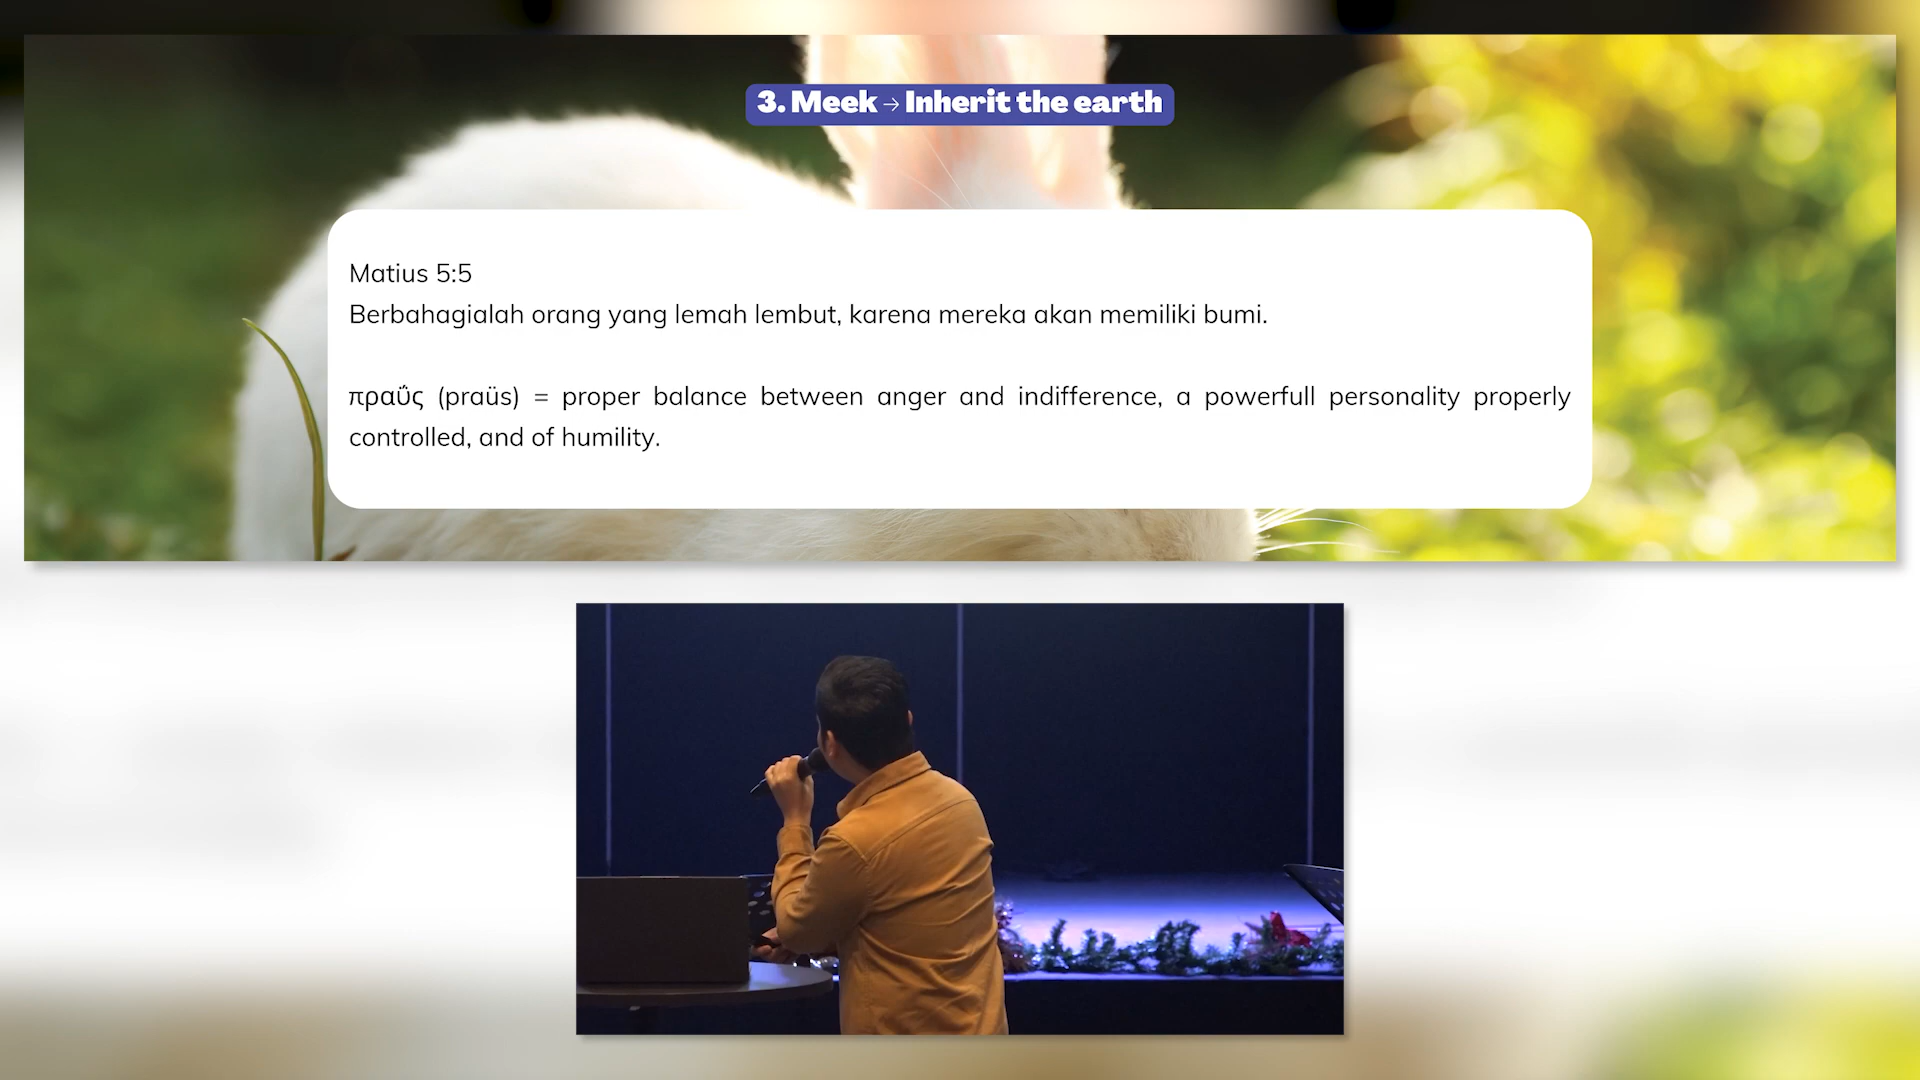 3. Meek → Inherit the earth
Matius 5:5
Berbahagialah orang yang lemah lembut, karena mereka akan memiliki bumi.
πραΰς (praüs) = proper balance between anger and indifference, a powerfull personality properly
controlled, and of humility.